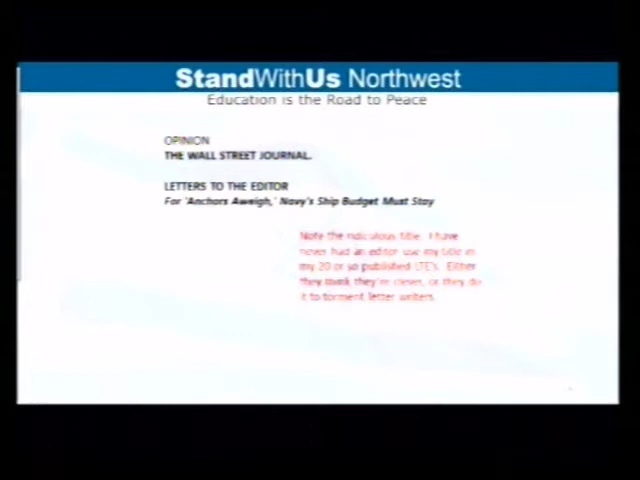 StandWithUs Northwest
Education is the Road to Peace
OPINION
THE WALL STREET JOURNAL.
LETTERS TO THE EDITOR
For 'Anchors Aweigh,' Navy's Ship Budget Must Stay
Note the ridiculous title. I have
never had an editor use my title in
my 20 or so published LTE's. Either
they think they're clever, or they do
it to torment letter writers.